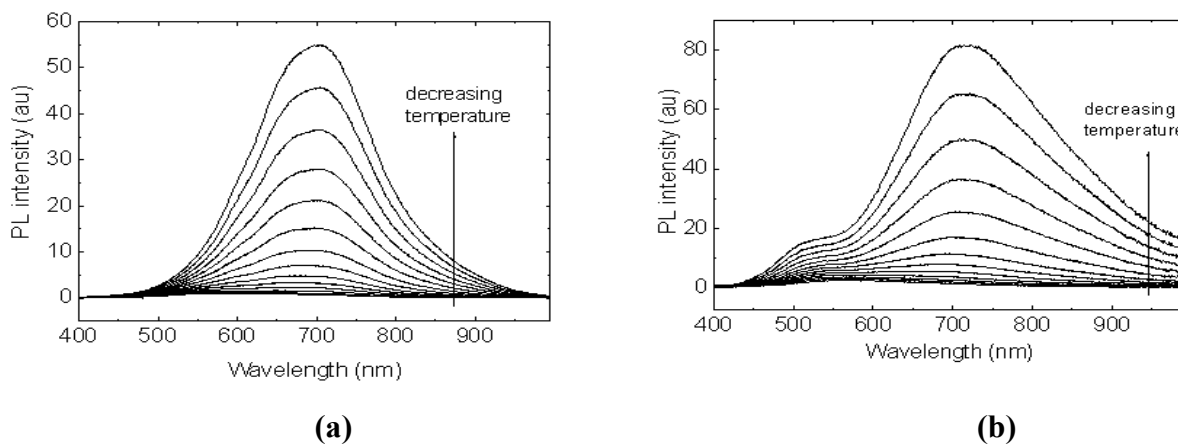 60
50
40
30
20
10
0
PL intensity (au)
decreasing
temperature
400 500 600 700 800 900
Wavelength (nm)
(a)
80
60
40
20
0
PL intensity (au)
decreasing
temperature
400 500 600 700 800 900
Wavelength (nm)
(b)